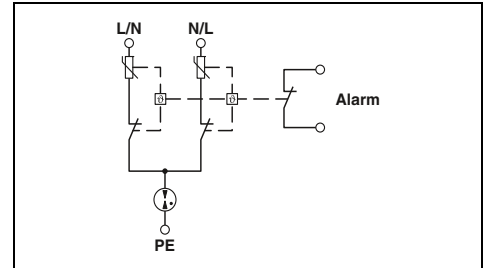 L/N N/L
ϑ ϑ
Alarm
PE